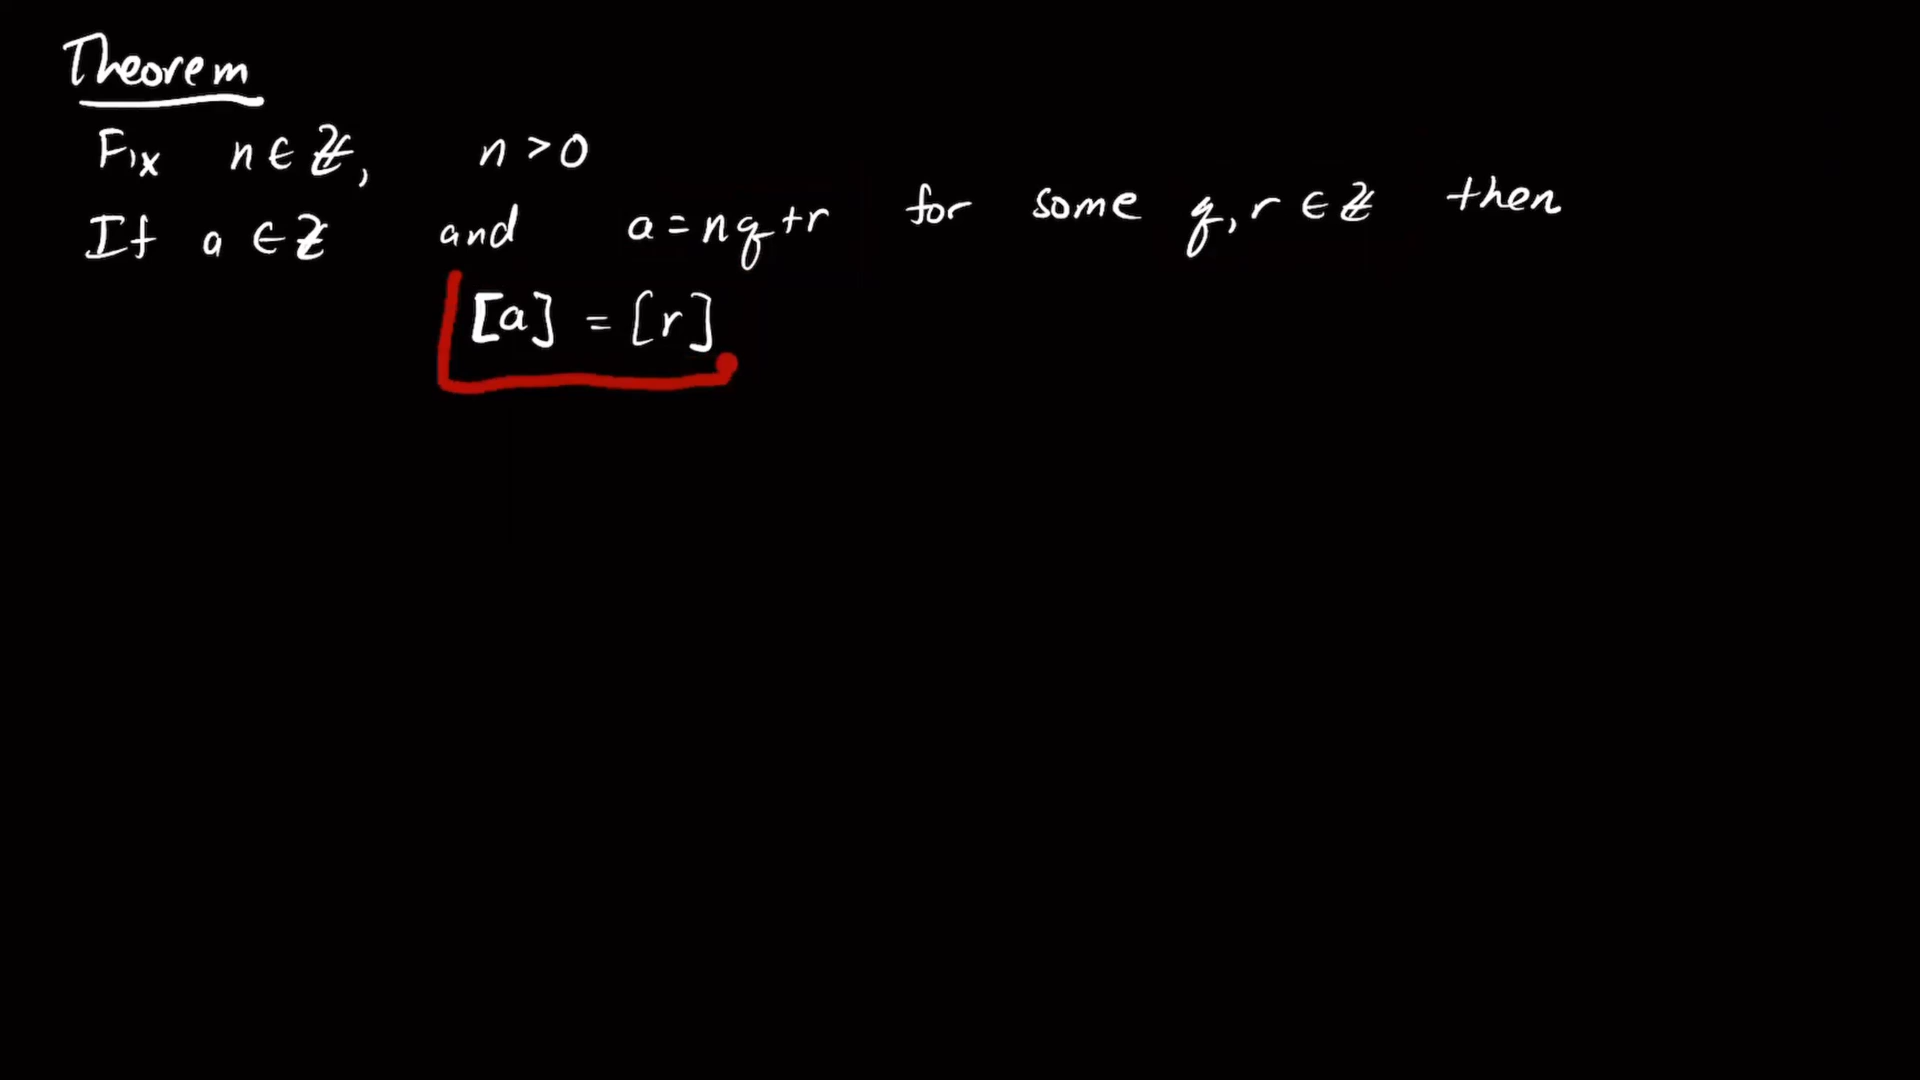 Theorem
Fix n ∈ ℤ, n > 0
If a ∈ ℤ and a = nq + r for some q, r ∈ ℤ then
[a] = [r]